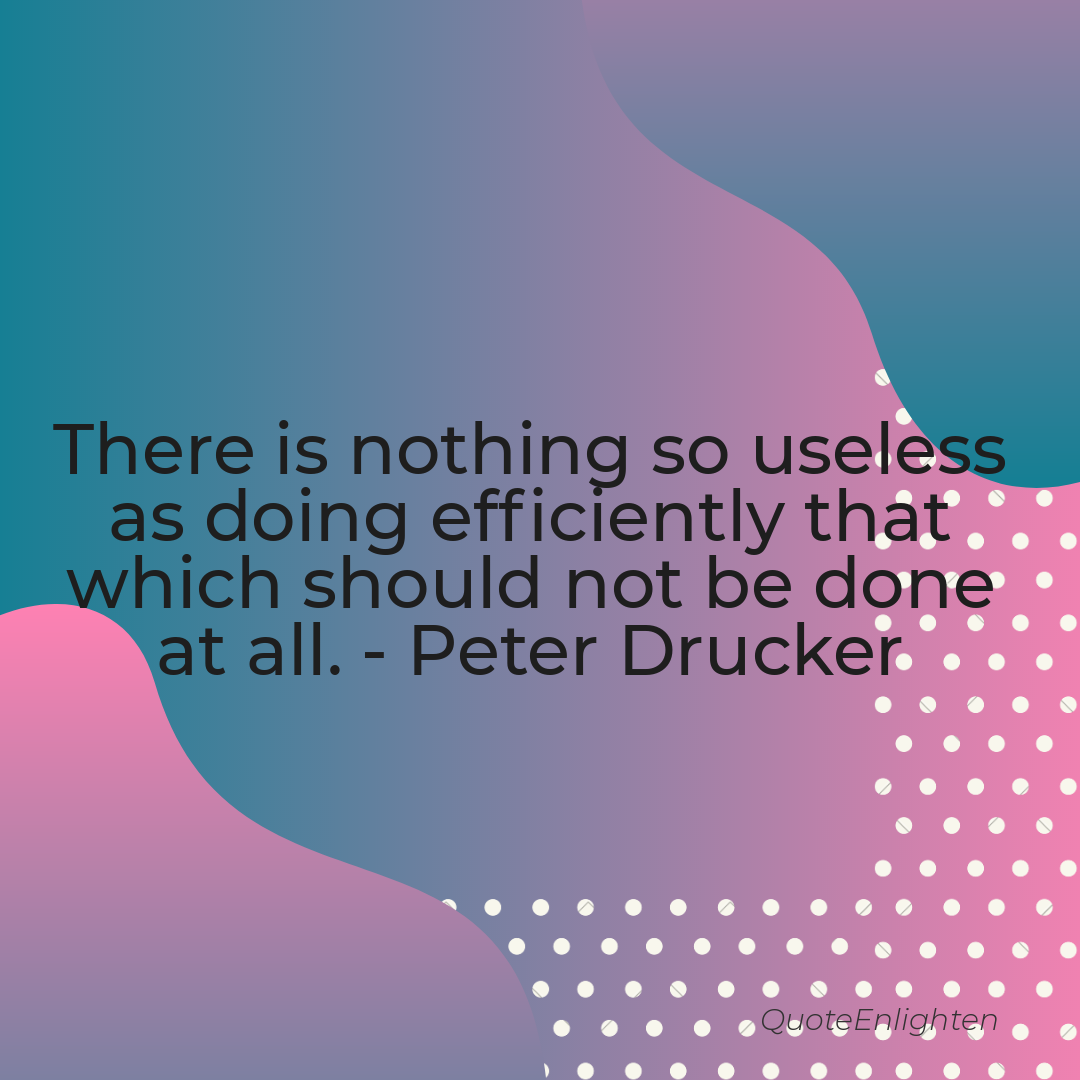 There is nothing so useless
as doing efficiently that
which should not be done
at all. - Peter Drucker
QuoteEnlighten